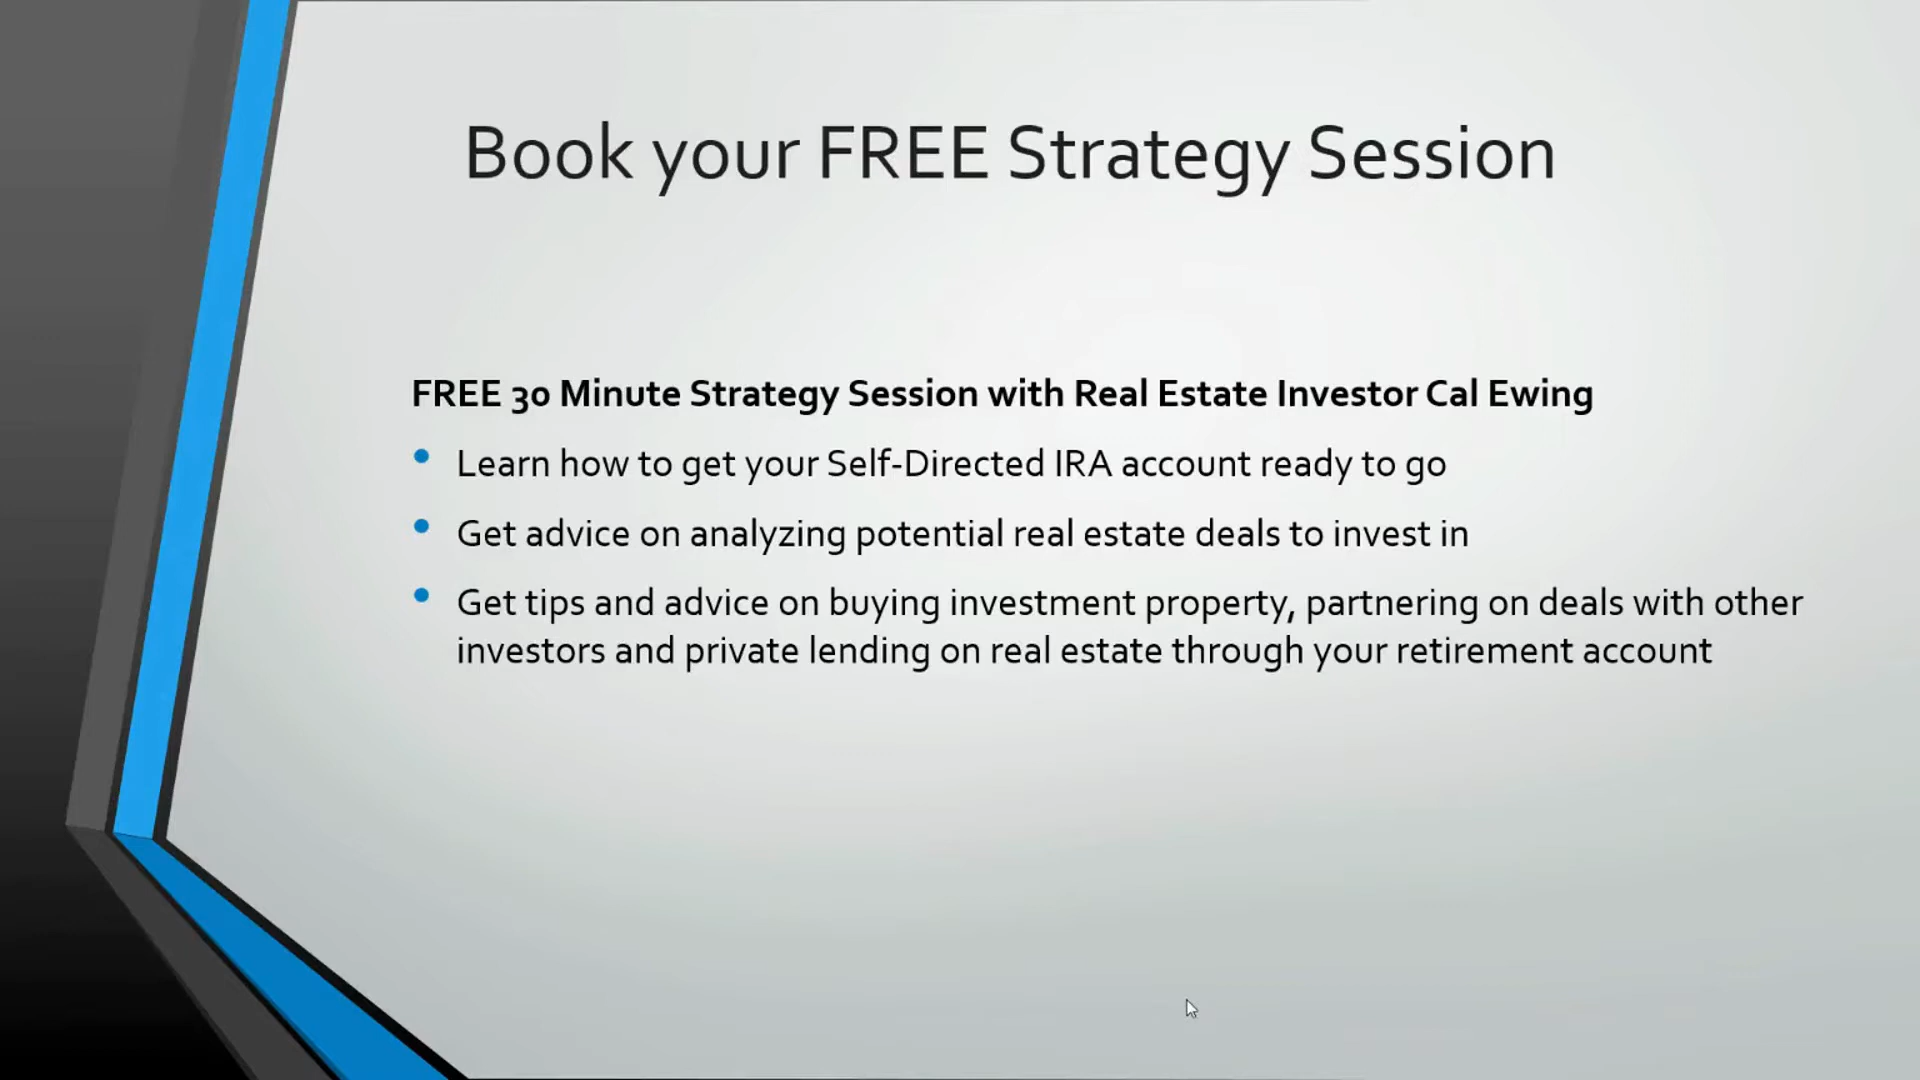 Book your FREE Strategy Session
FREE 30 Minute Strategy Session with Real Estate Investor Cal Ewing
• Learn how to get your Self-Directed IRA account ready to go
• Get advice on analyzing potential real estate deals to invest in
• Get tips and advice on buying investment property, partnering on deals with other
investors and private lending on real estate through your retirement account